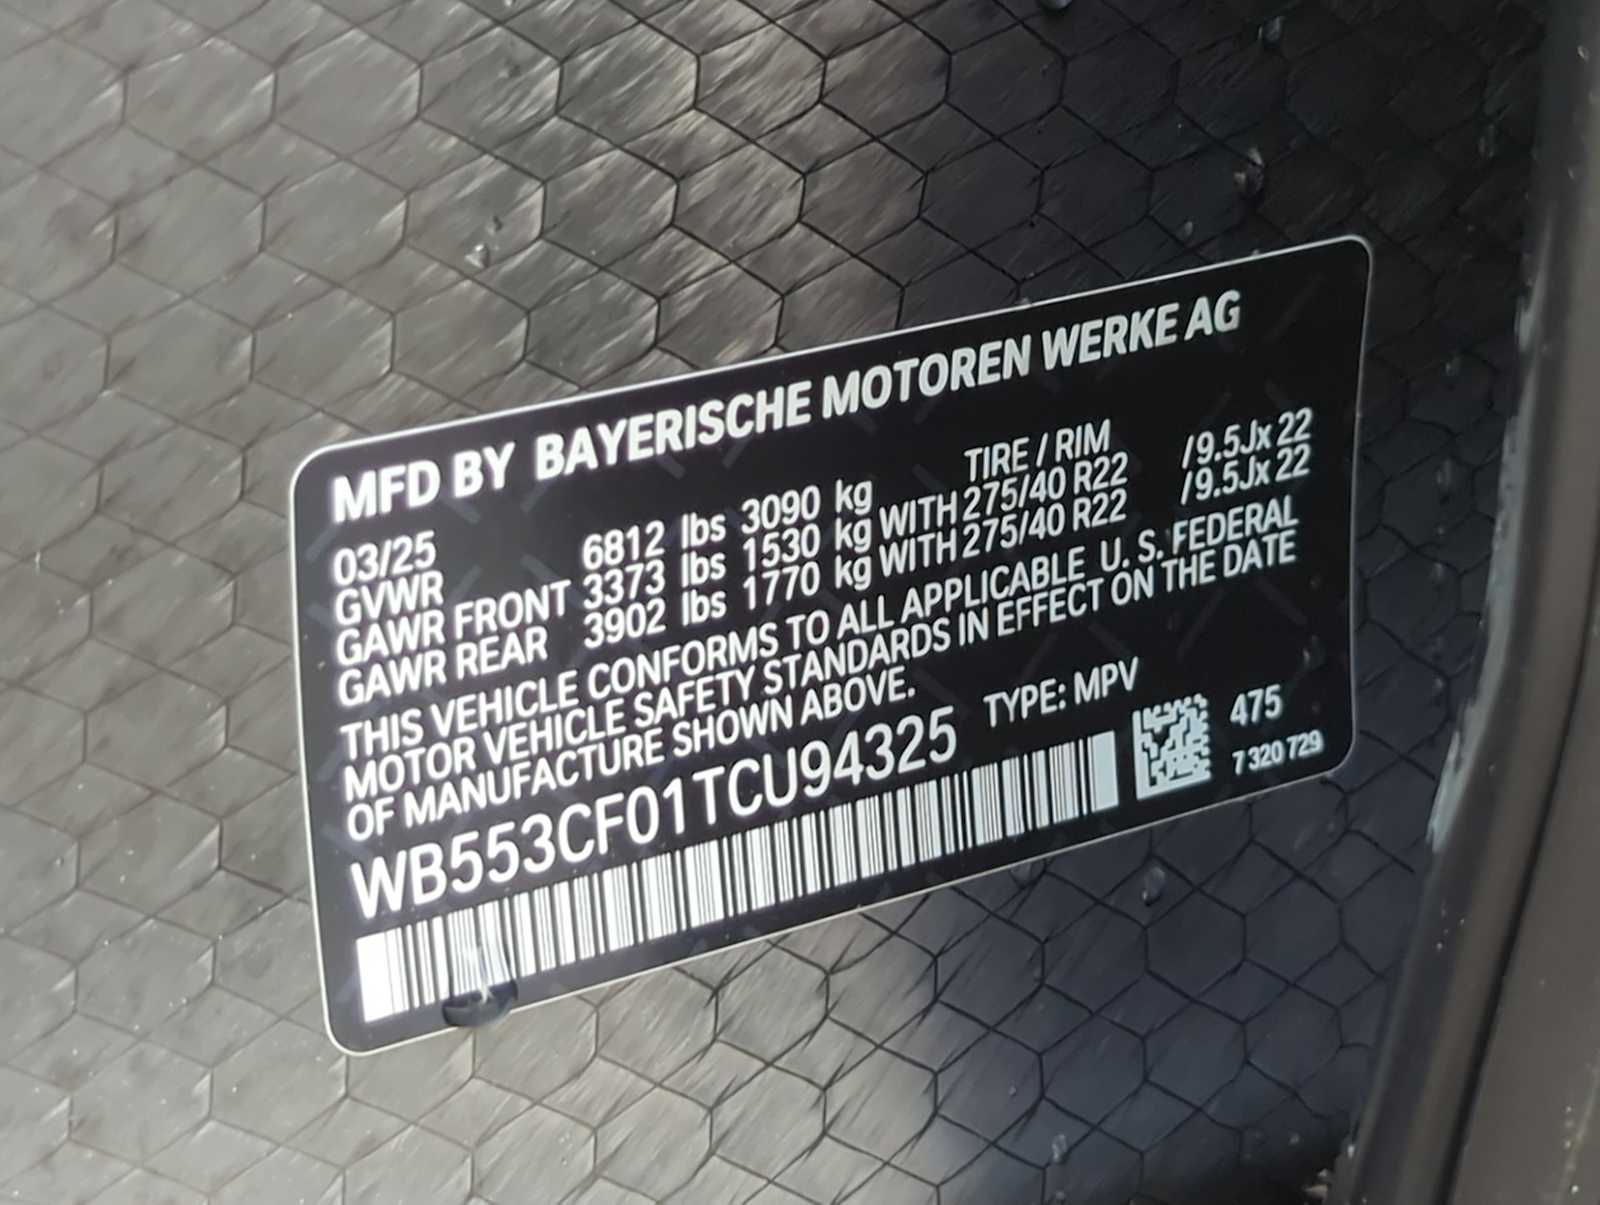 MFD BY BAYERISCHE MOTOREN WERKE AG
03/25 TIRE / RIM
GVWR 6812 lbs 3090 kg
GAWR FRONT 3373 lbs 1530 kg WITH 275/40 R22 /9.5Jx 22
GAWR REAR 3902 lbs 1770 kg WITH 275/40 R22 /9.5Jx 22
THIS VEHICLE CONFORMS TO ALL APPLICABLE U. S. FEDERAL
MOTOR VEHICLE SAFETY STANDARDS IN EFFECT ON THE DATE
OF MANUFACTURE SHOWN ABOVE.
WB553CF01TCU94325 TYPE: MPV
475
7 320 729